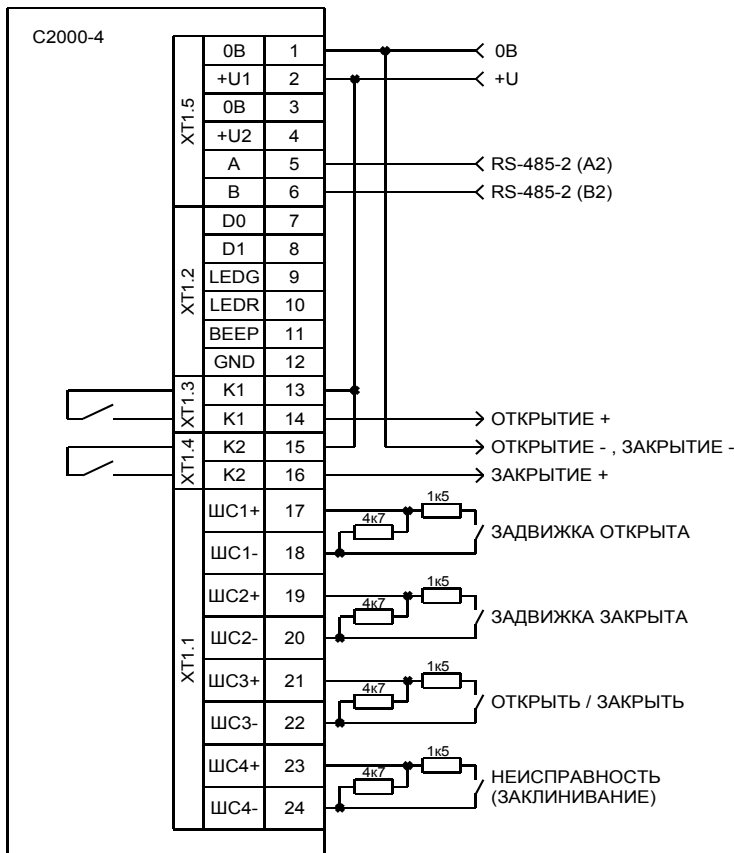 С2000-4
XT1.5
0В 1 0В
+U1 2 +U
0В 3
+U2 4
A 5 RS-485-2 (A2)
B 6 RS-485-2 (B2)
XT1.2
D0 7
D1 8
LEDG 9
LEDR 10
BEEP 11
GND 12
XT1.3
K1 13
K1 14 ОТКРЫТИЕ +
XT1.4
K2 15 ОТКРЫТИЕ - , ЗАКРЫТИЕ -
K2 16 ЗАКРЫТИЕ +
XT1.1
ШС1+ 17 1к5
4к7 ЗАДВИЖКА ОТКРЫТА
ШС1- 18
ШС2+ 19 1к5
4к7 ЗАДВИЖКА ЗАКРЫТА
ШС2- 20
ШС3+ 21 1к5
4к7 ОТКРЫТЬ / ЗАКРЫТЬ
ШС3- 22
ШС4+ 23 1к5
4к7 НЕИСПРАВНОСТЬ
(ЗАКЛИНИВАНИЕ)
ШС4- 24